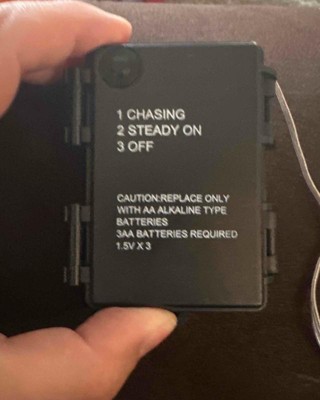 1 CHASING
2 STEADY ON
3 OFF
CAUTION:REPLACE ONLY
WITH AA ALKALINE TYPE
BATTERIES
3AA BATTERIES REQUIRED
1.5V X 3